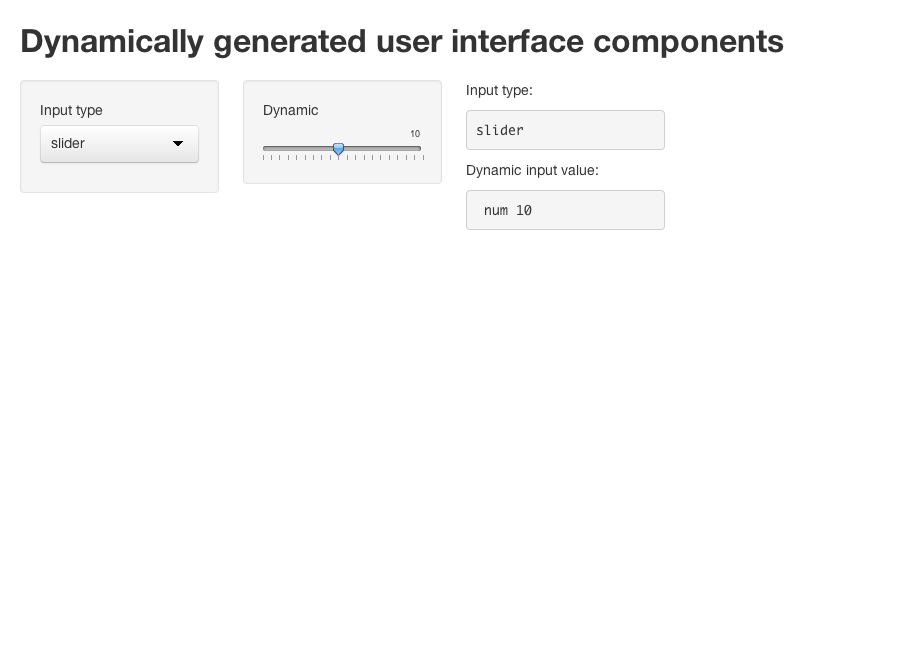 Dynamically generated user interface components
Input type
slider
Dynamic
10
Input type:
slider
Dynamic input value:
num 10